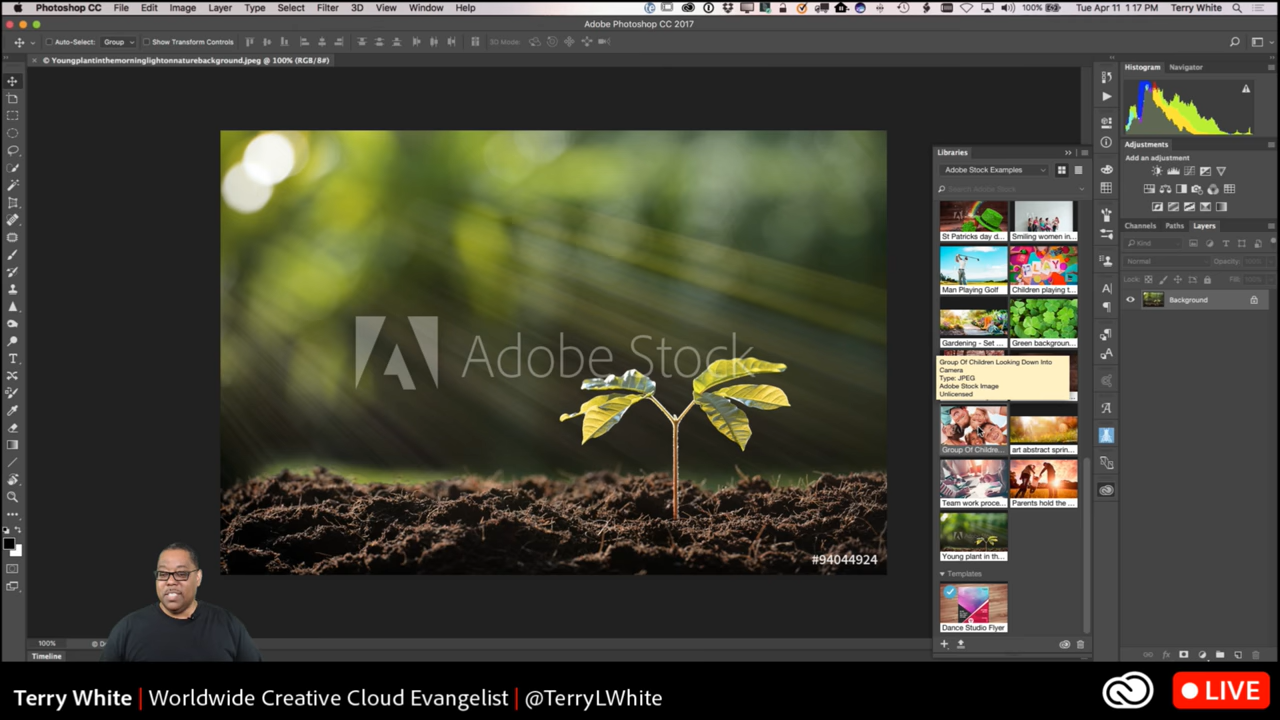 Photoshop CC File Edit Image Layer Type Select Filter 3D View Window Help 100% Tue Apr 11 1:17 PM Terry White
Adobe Photoshop CC 2017
Auto-Select: Group Show Transform Controls 3D Mode:
© Youngplantinthemorninglightonnaturebackground.jpeg @ 100% (RGB/8#)
Histogram Navigator
Adjustments
Add an adjustment
Libraries
Adobe Stock Examples
Search Adobe Stock
St Patricks day d...
Smiling women in...
Man Playing Golf
Children playing t...
Gardening - Set ...
Green backgroun...
Group Of Children Looking Down Into
Camera
Type: JPEG
Adobe Stock Image
Unlicensed
Group Of Childre...
art abstract sprin...
Team work proce...
Parents hold the ...
Young plant in th...
Templates
Dance Studio Flyer
Channels Paths Layers
Kind
Normal Opacity:
Lock: Fill:
Background
Adobe Stock
#94044924
100%
Timeline
Terry White | Worldwide Creative Cloud Evangelist | @TerryLWhite
LIVE